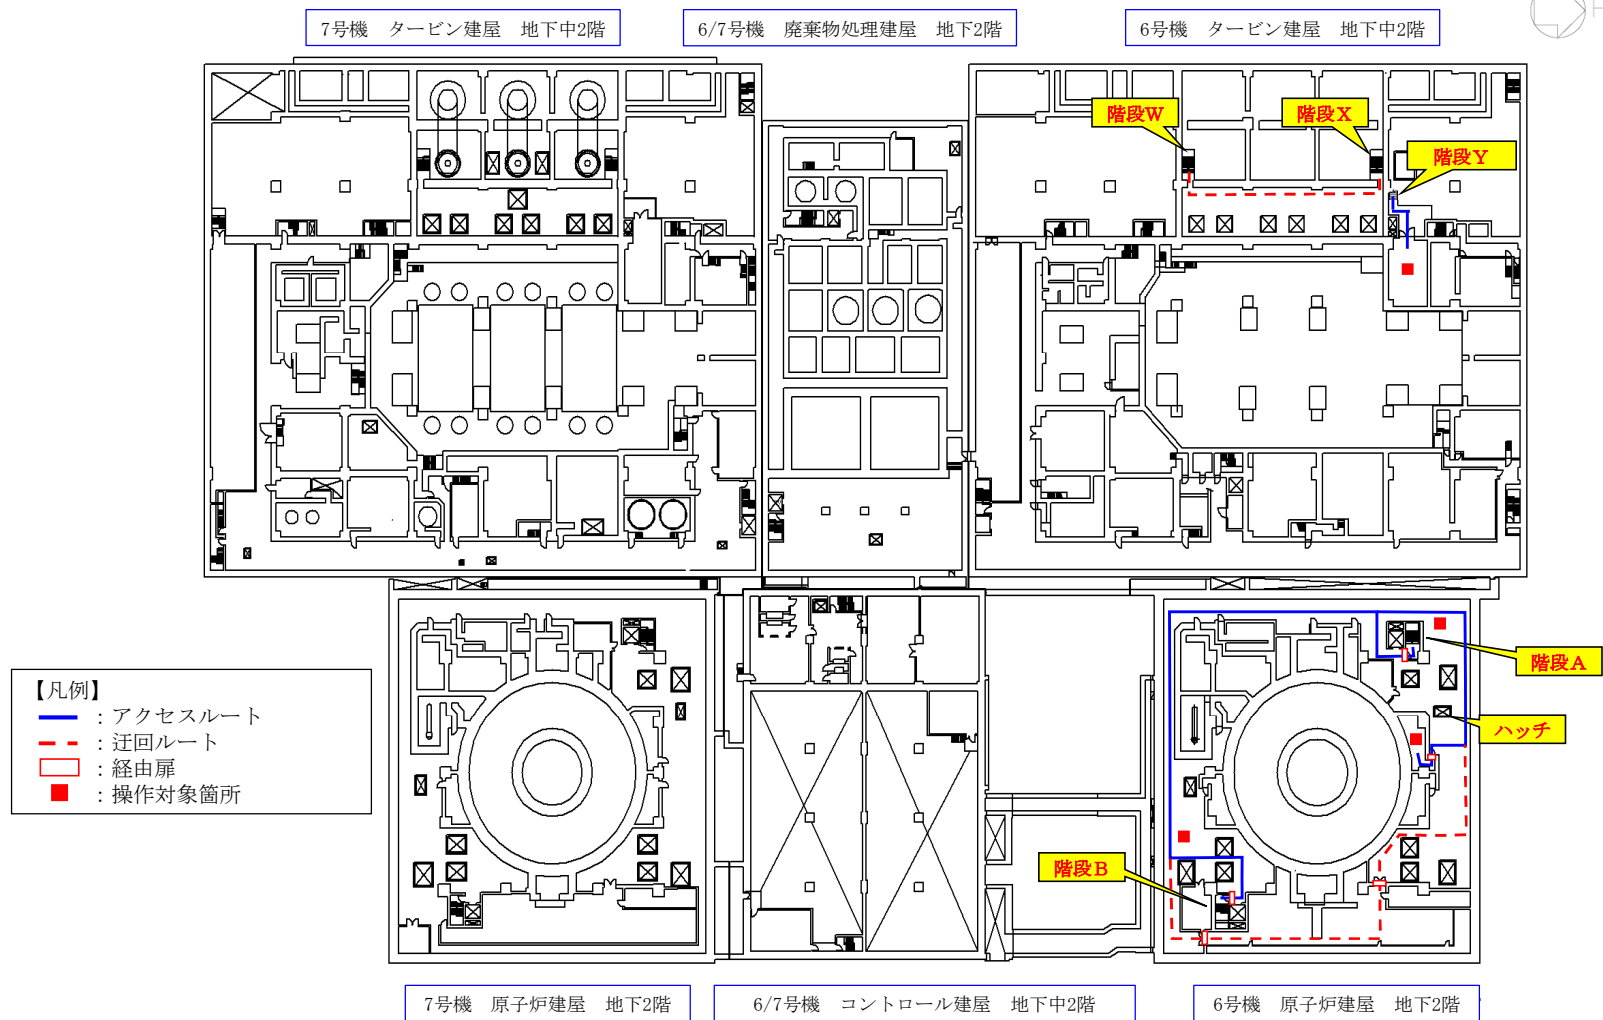 7号機　タービン建屋　地下中2階
6/7号機　廃棄物処理建屋　地下2階
6号機　タービン建屋　地下中2階
階段W
階段X
階段Y
階段A
ハッチ
階段B
【凡例】
：アクセスルート
：迂回ルート
：経由扉
：操作対象箇所
7号機　原子炉建屋　地下2階
6/7号機　コントロール建屋　地下中2階
6号機　原子炉建屋　地下2階